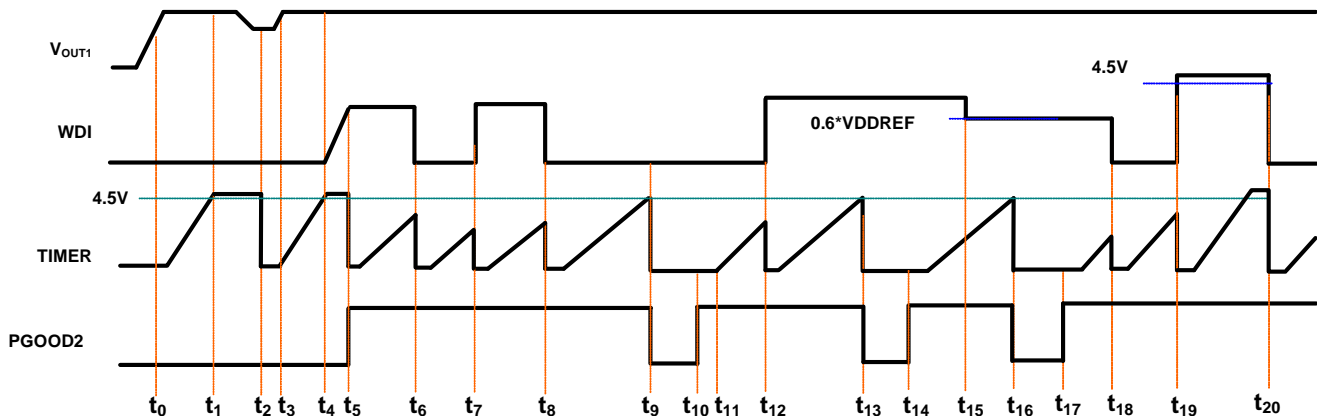 VOUT1
4.5V
WDI
0.6*VDDREF
4.5V
TIMER
PGOOD2
t0 t1 t2 t3 t4 t5 t6 t7 t8 t9 t10 t11 t12 t13 t14 t15 t16 t17 t18 t19 t20